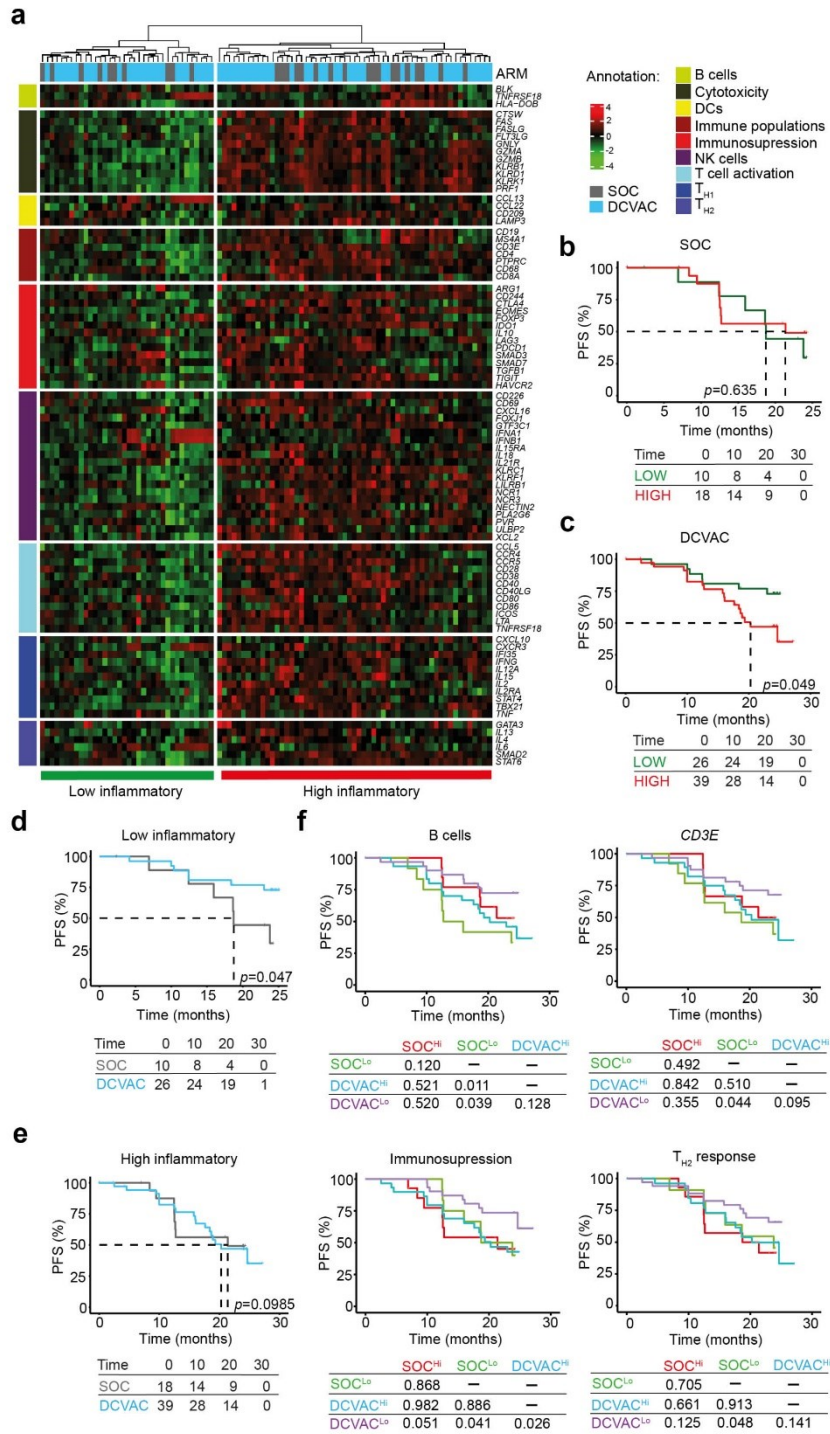 a
ARM
BLK
TNFRSF18
HLA-DOB
CTSW
FAS
FASLG
FLT3LG
GNLY
GZMA
GZMB
KLRB1
KLRD1
KLRK1
PRF1
CCL13
CCL22
CD209
LAMP3
CD19
MS4A1
CD3E
CD4
PTPRC
CD68
CD8A
ARG1
CD244
CTLA4
EOMES
FOXP3
IDO1
IL10
LAG3
PDCD1
SMAD3
SMAD7
TGFB1
TIGIT
HAVCR2
CD226
CD69
CXCL16
FOXJ1
GTF3C1
IFNA1
IFNB1
IL15RA
IL18
IL21R
KLRC1
KLRF1
LILRB1
NCR1
NCR3
NECTIN2
PLA2G6
PVR
ULBP2
XCL2
CCL5
CCR4
CCR5
CD28
CD38
CD40
CD40LG
CD80
CD86
ICOS
LTA
TNFRSF18
CXCL10
CXCR3
IFI35
IFNG
IL12A
IL15
IL2
IL2RA
STAT4
TBX21
TNF
GATA3
IL13
IL4
IL6
SMAD2
STAT6
Low inflammatory High inflammatory
Annotation:
4
2
0
-2
-4
SOC
DCVAC
B cells
Cytotoxicity
DCs
Immune populations
Immunosupression
NK cells
T cell activation
TH1
TH2
b
SOC
PFS (%)
100
75
50
25
0
p=0.635
0 5 10 15 20 25
Time (months)
Time 0 10 20 30
LOW 10 8 4 0
HIGH 18 14 9 0
c
DCVAC
PFS (%)
100
75
50
25
0
p=0.049
0 10 20 30
Time (months)
Time 0 10 20 30
LOW 26 24 19 0
HIGH 39 28 14 0
d
Low inflammatory
PFS (%)
100
75
50
25
0
p=0.047
0 5 10 15 20 25
Time (months)
Time 0 10 20 30
SOC 10 8 4 0
DCVAC 26 24 19 1
e
High inflammatory
PFS (%)
100
75
50
25
0
p=0.0985
0 10 20 30
Time (months)
Time 0 10 20 30
SOC 18 14 9 0
DCVAC 39 28 14 0
f
B cells
PFS (%)
100
75
50
25
0
0 10 20 30
Time (months)
SOCHi SOCLo DCVACHi
SOCLo 0.120 – –
DCVACHi 0.521 0.011 –
DCVACLo 0.520 0.039 0.128
CD3E
PFS (%)
100
75
50
25
0
0 10 20 30
Time (months)
SOCHi SOCLo DCVACHi
SOCLo 0.492 – –
DCVACHi 0.842 0.510 –
DCVACLo 0.355 0.044 0.095
Immunosupression
PFS (%)
100
75
50
25
0
0 10 20 30
Time (months)
SOCHi SOCLo DCVACHi
SOCLo 0.868 – –
DCVACHi 0.982 0.886 –
DCVACLo 0.051 0.041 0.026
TH2 response
PFS (%)
100
75
50
25
0
0 10 20 30
Time (months)
SOCHi SOCLo DCVACHi
SOCLo 0.705 – –
DCVACHi 0.661 0.913 –
DCVACLo 0.125 0.048 0.141